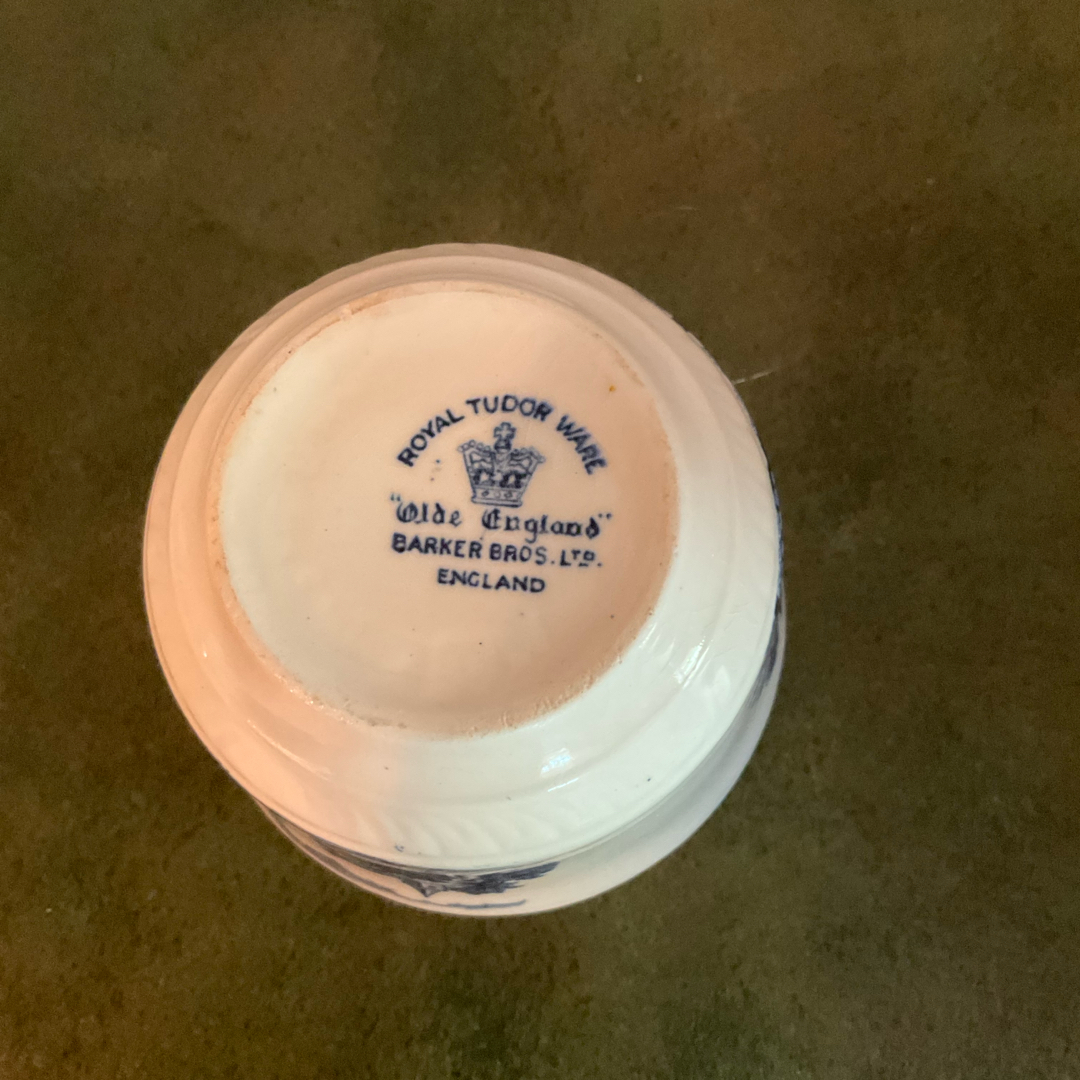 ROYAL TUDOR WARE
"Olde England"
BARKER BROS. LTD.
ENGLAND